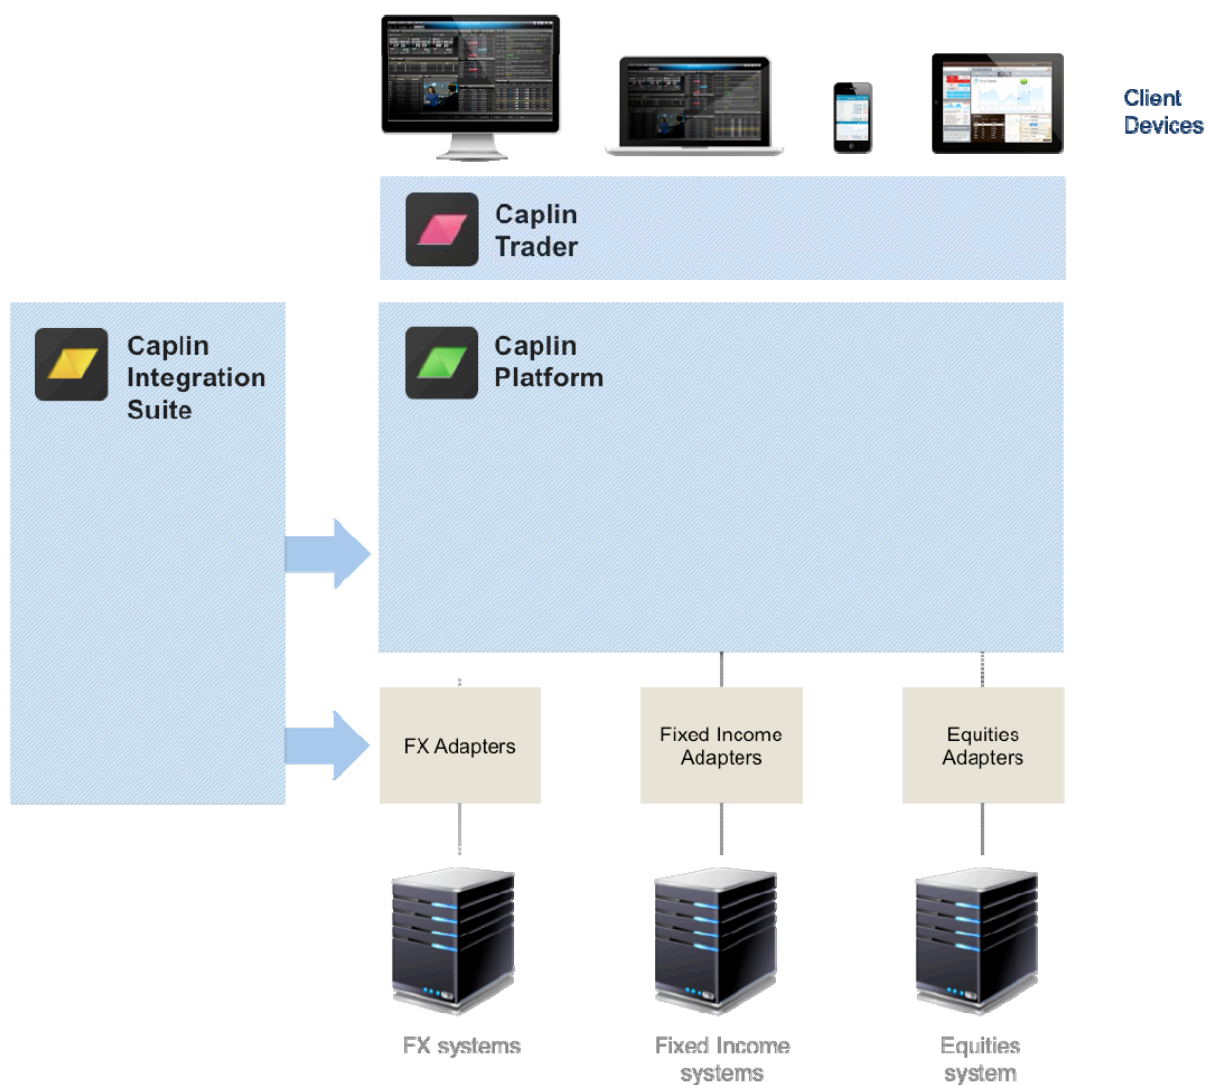 Client
Devices
Caplin
Trader
Caplin
Integration
Suite
Caplin
Platform
FX Adapters
Fixed Income
Adapters
Equities
Adapters
FX systems
Fixed Income
systems
Equities
system